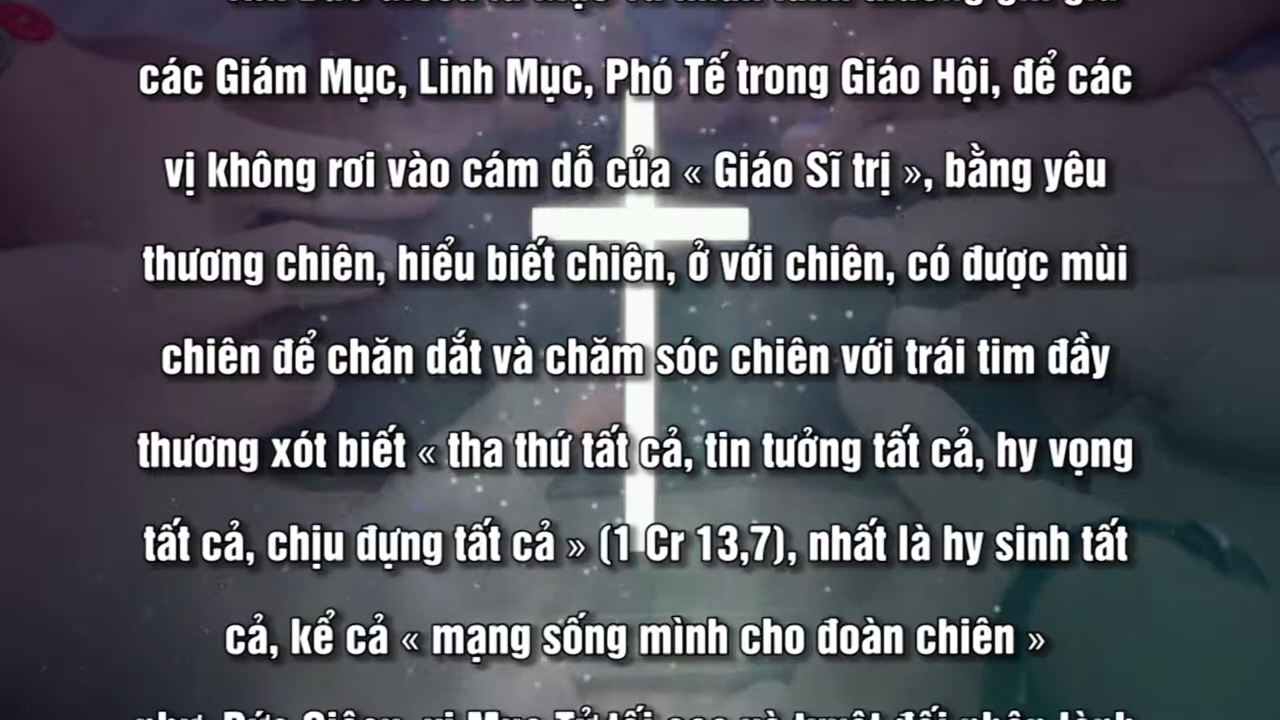 các Giám Mục, Linh Mục, Phó Tế trong Giáo Hội, để các
vị không rơi vào cám dỗ của « Giáo Sĩ trị », bằng yêu
thương chiên, hiểu biết chiên, ở với chiên, có được mùi
chiên để chăn dắt và chăm sóc chiên với trái tim đầy
thương xót biết « tha thứ tất cả, tin tưởng tất cả, hy vọng
tất cả, chịu đựng tất cả » (1 Cr 13,7), nhất là hy sinh tất
cả, kể cả « mạng sống mình cho đoàn chiên »